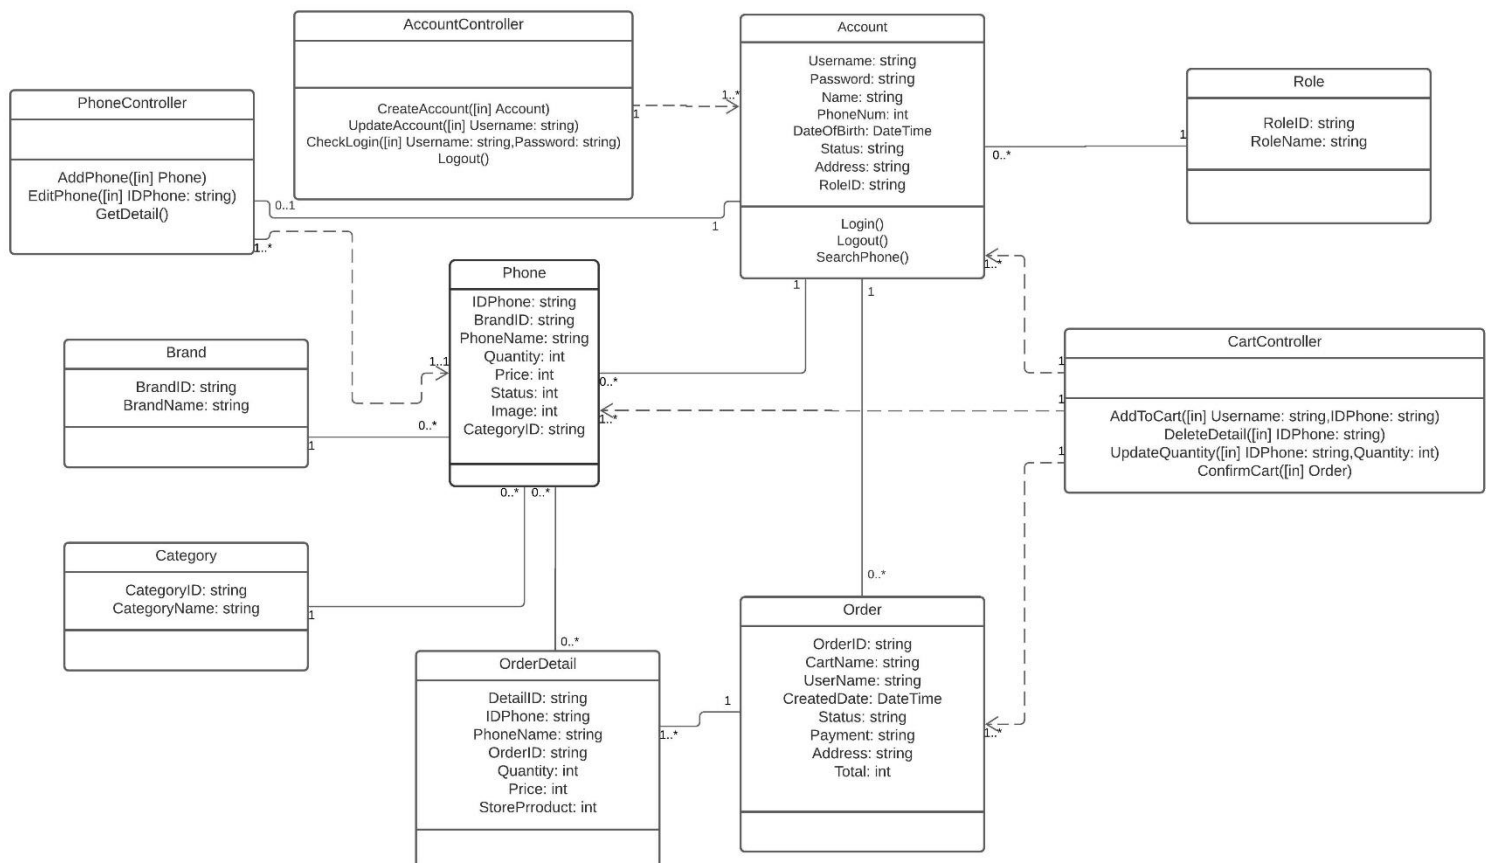 AccountController
CreateAccount([in] Account)
UpdateAccount([in] Username: string)
CheckLogin([in] Username: string,Password: string)
Logout()
1
1..*
Account
Username: string
Password: string
Name: string
PhoneNum: int
DateOfBirth: DateTime
Status: string
Address: string
RoleID: string
Login()
Logout()
SearchPhone()
0..*
1
Role
RoleID: string
RoleName: string
PhoneController
AddPhone([in] Phone)
EditPhone([in] IDPhone: string)
GetDetail()
0..1
1
1..*
1..1
Phone
IDPhone: string
BrandID: string
PhoneName: string
Quantity: int
Price: int
Status: int
Image: int
CategoryID: string
1
0..*
1
1..*
1..*
Brand
BrandID: string
BrandName: string
1
0..*
CartController
AddToCart([in] Username: string,IDPhone: string)
DeleteDetail([in] IDPhone: string)
UpdateQuantity([in] IDPhone: string,Quantity: int)
ConfirmCart([in] Order)
1
1
1
0..*
0..*
Category
CategoryID: string
CategoryName: string
1
0..*
0..*
OrderDetail
DetailID: string
IDPhone: string
PhoneName: string
OrderID: string
Quantity: int
Price: int
StorePrroduct: int
1..*
1
Order
OrderID: string
CartName: string
UserName: string
CreatedDate: DateTime
Status: string
Payment: string
Address: string
Total: int
1..*